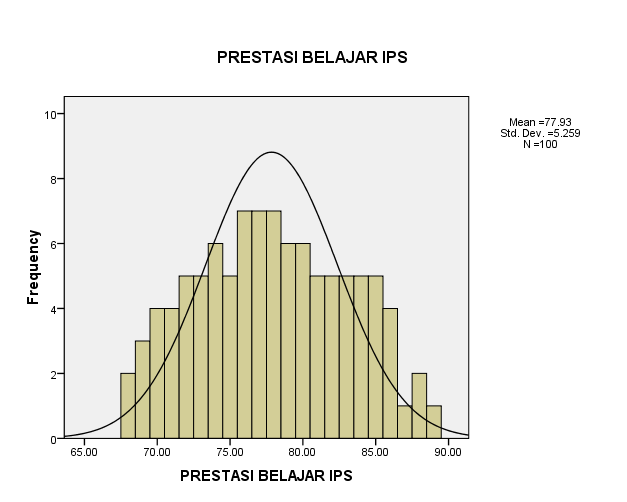 PRESTASI BELAJAR IPS
Mean =77.93
Std. Dev. =5.259
N =100
Frequency
10
8
6
4
2
0
65.00 70.00 75.00 80.00 85.00 90.00
PRESTASI BELAJAR IPS